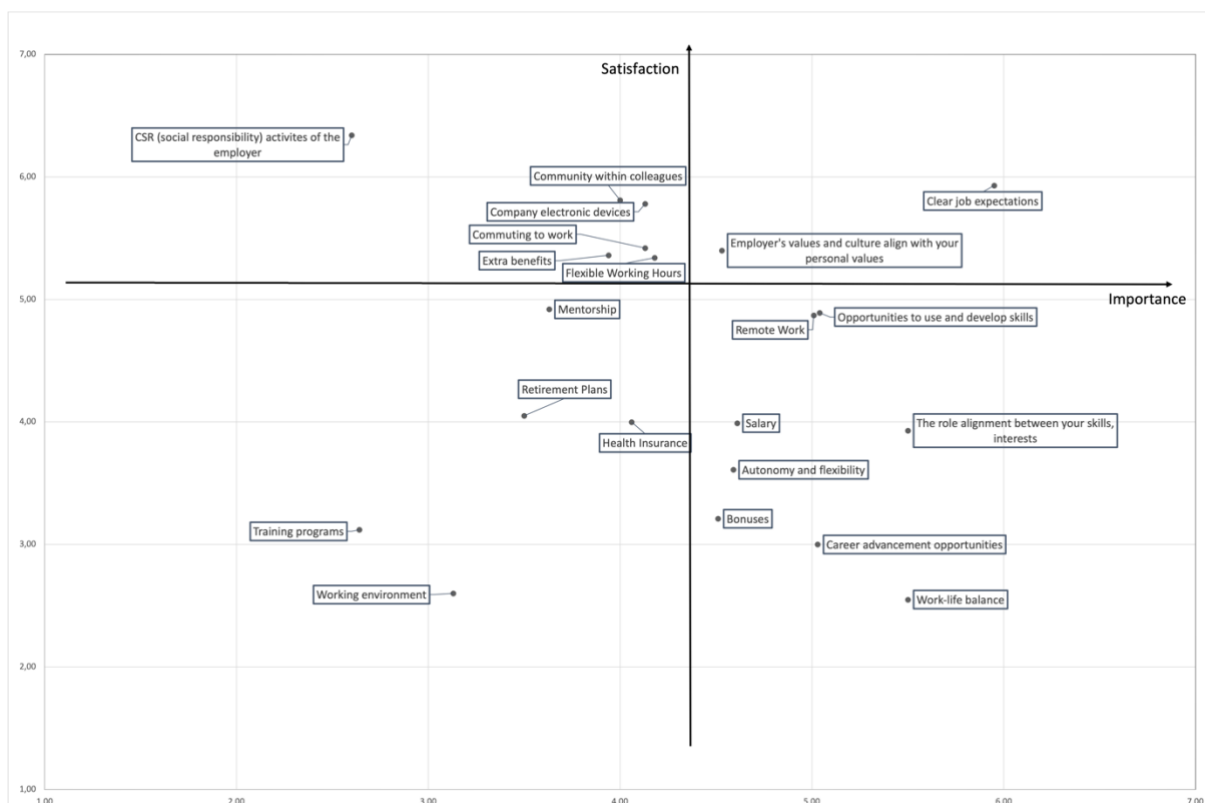 7,00
Satisfaction
CSR (social responsibility) activites of the
employer
6,00
Community within colleagues
Company electronic devices
Clear job expectations
Commuting to work
Employer's values and culture align with your
personal values
Extra benefits
Flexible Working Hours
5,00
Importance
Mentorship
Opportunities to use and develop skills
Remote Work
Retirement Plans
4,00
Salary
The role alignment between your skills,
interests
Health Insurance
Autonomy and flexibility
Bonuses
Training programs
3,00
Career advancement opportunities
Working environment
Work-life balance
2,00
1,00
1,00
2,00
3,00
4,00
5,00
6,00
7,00